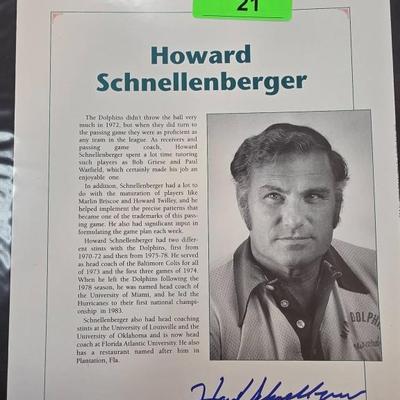 21
Howard
Schnellenberger
The Dolphins didn't throw the ball very
much in 1972, but when they did turn to
the passing game they were as proficient as
any team in the league. As receivers and
passing game coach, Howard
Schnellenberger spent a lot time tutoring
such players as Bob Griese and Paul
Warfield, which certainly made his job an
enjoyable one.
In addition, Schnellenberger had a lot to
do with the maturation of players like
Marlin Briscoe and Howard Twilley, and he
helped implement the precise patterns that
became one of the trademarks of this pass-
ing game. He also had significant input in
formulating the game plan each week.
Howard Schnellenberger had two differ-
ent stints with the Dolphins, first from
1970-72 and then from 1975-78. He served
as head coach of the Baltimore Colts for all
of 1973 and the first three games of 1974.
When he left the Dolphins following the
1978 season, he was named head coach of
the University of Miami, and he led the
Hurricanes to their first national champi-
onship in 1983.
Schnellenberger also had head coaching
stints at the University of Louisville and the
University of Oklahoma and is now head
coach at Florida Atlantic University. He also
has a restaurant named after him in
Plantation, Fla.
DOLPHIN
Howard Schnellenberger